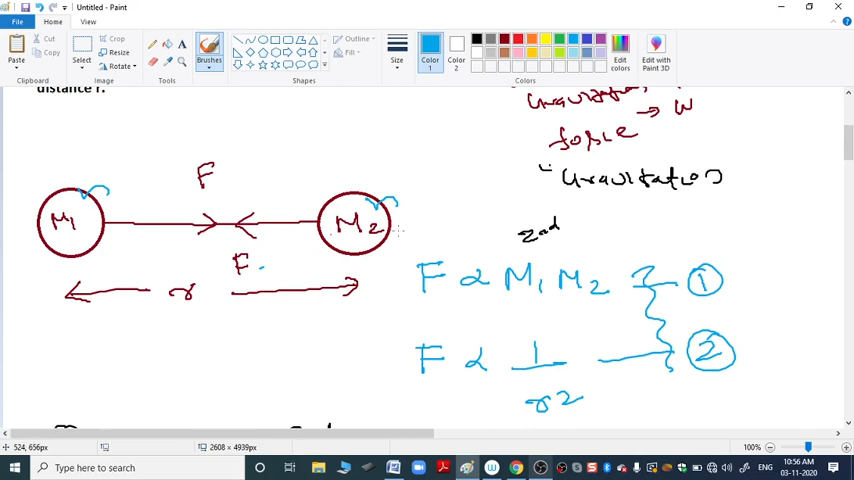 Untitled - Paint
File
Home
View
Paste
Cut
Copy
Clipboard
Select
Crop
Resize
Rotate
Image
A
Tools
Brushes
Outline
Fill
Shapes
Size
Color 1
Color 2
Edit colors
Colors
Edit with Paint 3D
distance r.
force → W
Gravitation
F
M1
M2
F
r
2nd
F ∝ M1 M2 1
F ∝ 1 2
r2
524, 656px
2608 × 4939px
100%
Type here to search
ENG
10:56 AM
03-11-2020